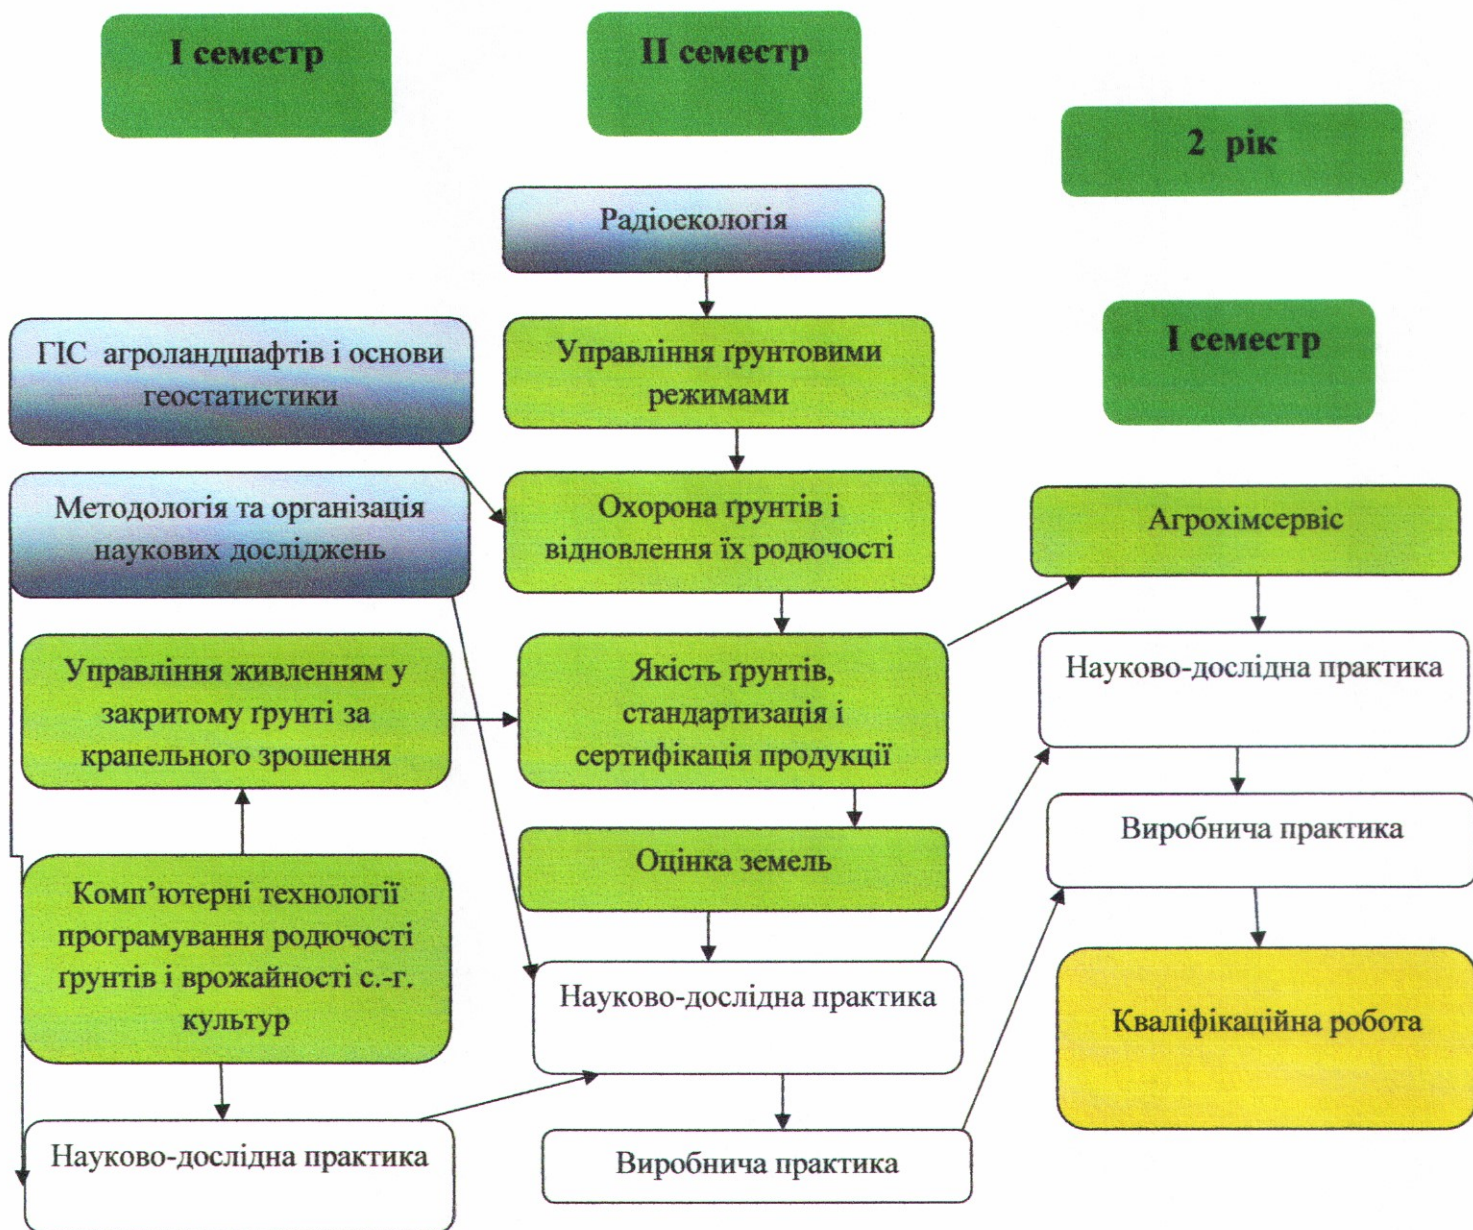 І семестр
ІІ семестр
2 рік
Радіоекологія
ГІС агроландшафтів і основи
геостатистики
Управління ґрунтовими
режимами
І семестр
Методологія та організація
наукових досліджень
Охорона ґрунтів і
відновлення їх родючості
Агрохімсервіс
Управління живленням у
закритому ґрунті за
крапельного зрошення
Якість ґрунтів,
стандартизація і
сертифікація продукції
Науково-дослідна практика
Оцінка земель
Виробнича практика
Комп’ютерні технології
програмування родючості
ґрунтів і врожайності с.-г.
культур
Науково-дослідна практика
Кваліфікаційна робота
Науково-дослідна практика
Виробнича практика